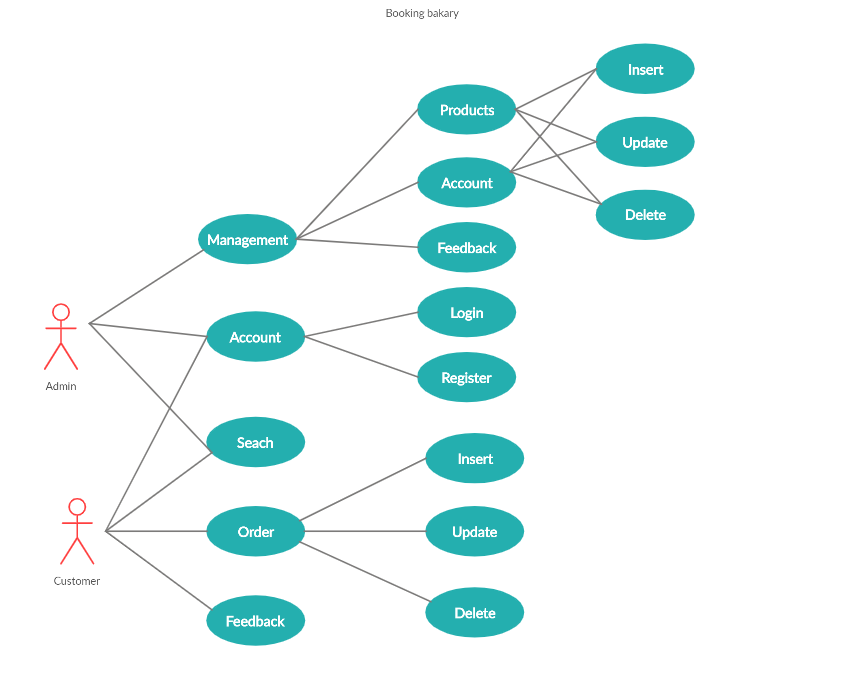 Booking bakary
Insert
Products
Update
Account
Delete
Management
Feedback
Login
Account
Register
Admin
Seach
Insert
Order
Update
Customer
Feedback
Delete